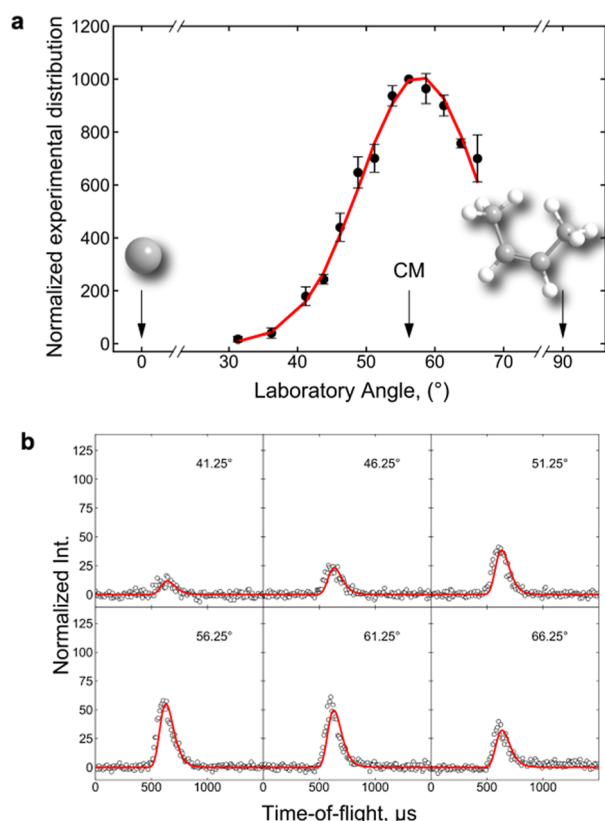 a
Normalized experimental distribution
1200
1000
800
600
400
200
0
CM
0 30 40 50 60 70 90
Laboratory Angle, (°)
b
Normalized Int.
125
100
75
50
25
0
41.25° 46.25° 51.25°
125
100
75
50
25
0
56.25° 61.25° 66.25°
0 500 1000 0 500 1000 0 500 1000
Time-of-flight, μs